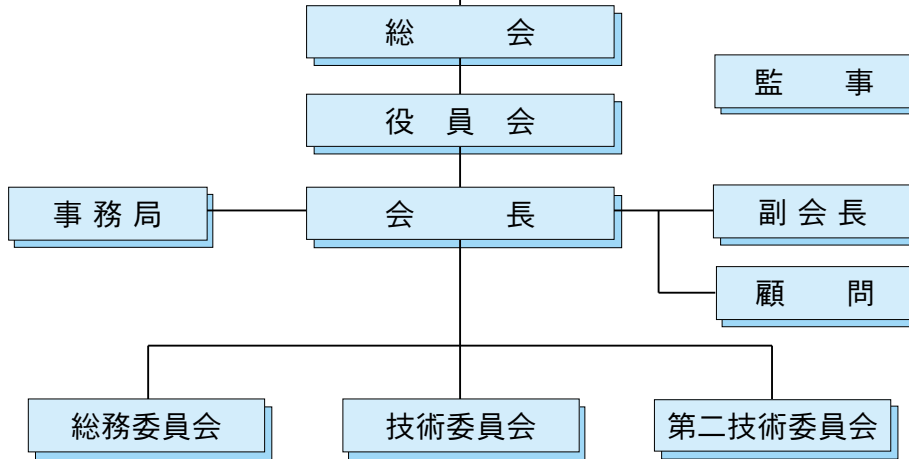 総　会
監　事
役員会
事務局
会　長
副会長
顧　問
総務委員会
技術委員会
第二技術委員会